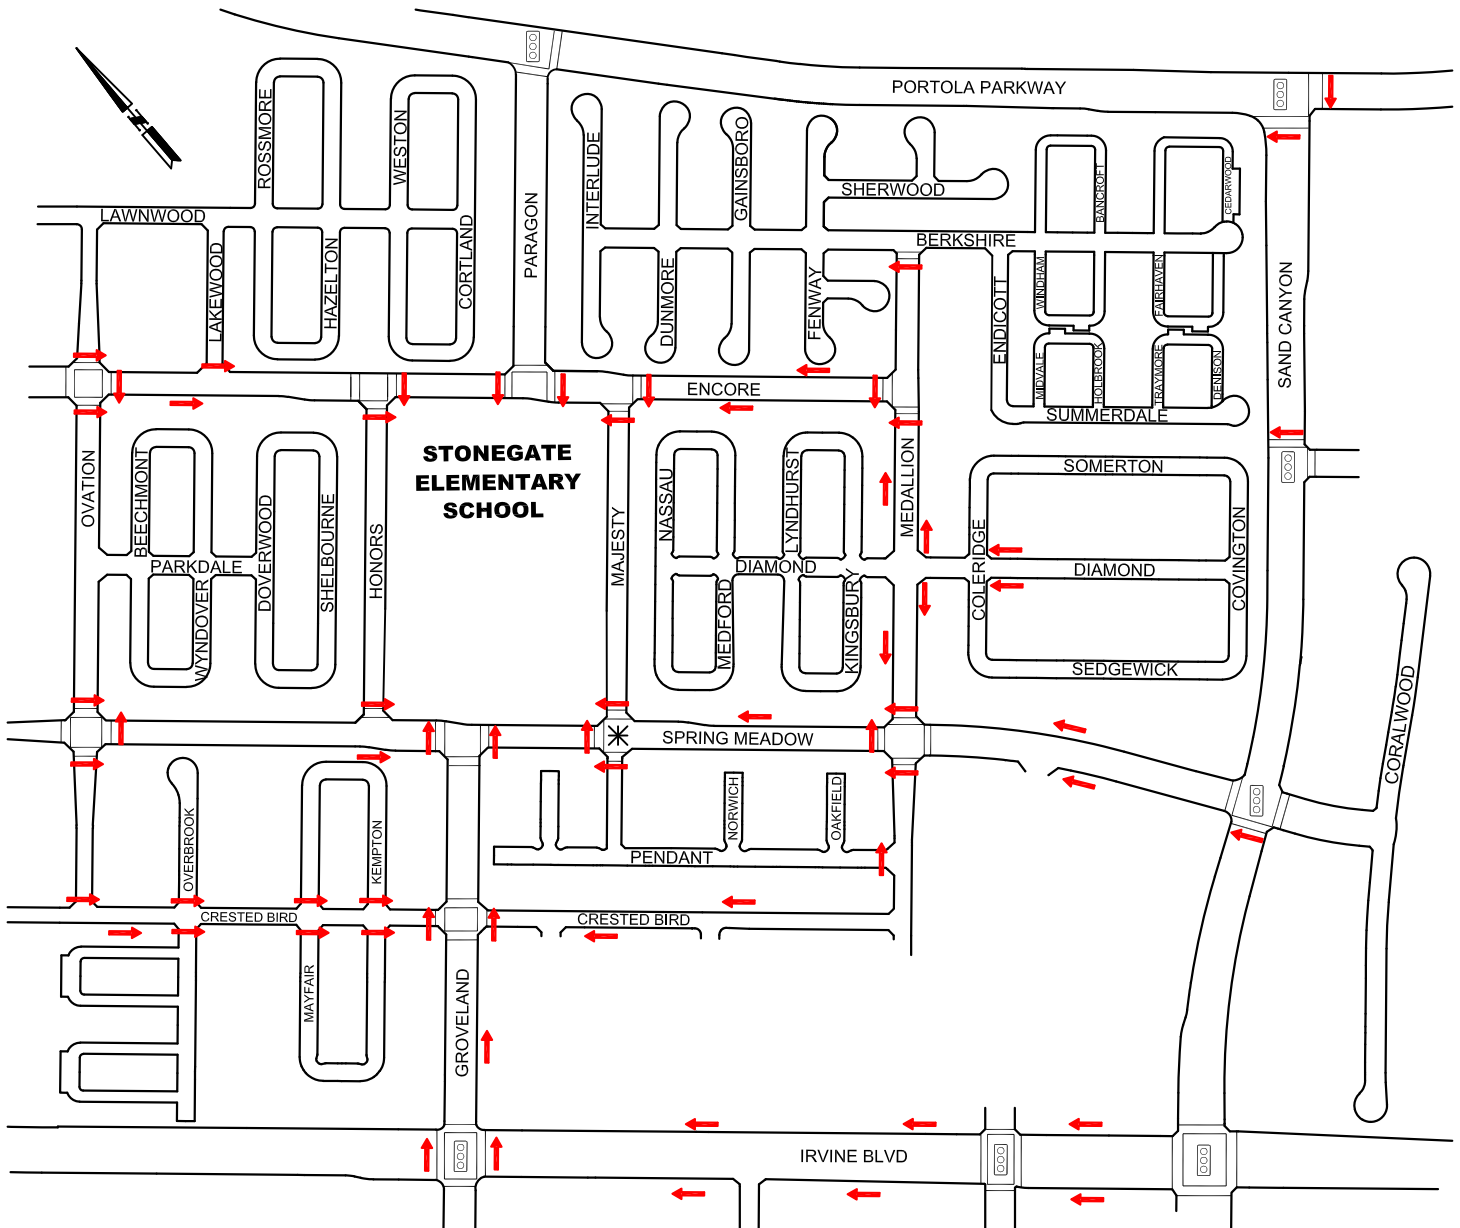 PORTOLA PARKWAY
ROSSMORE
WESTON
INTERLUDE
GAINSBORO
SHERWOOD
BANCROFT
CEDARWOOD
LAWNWOOD
LAKEWOOD
HAZELTON
CORTLAND
PARAGON
DUNMORE
FENWAY
BERKSHIRE
ENDICOTT
WINDHAM
FAIRHAVEN
SAND CANYON
MIDVALE
HOLBROOK
TRAYMORE
DENISON
ENCORE
SUMMERDALE
STONEGATE
ELEMENTARY
SCHOOL
OVATION
BEECHMONT
PARKDALE
WYNDOVER
DOVERWOOD
SHELBOURNE
HONORS
MAJESTY
NASSAU
LYNDHURST
DIAMOND
MEDFORD
KINGSBURY
MEDALLION
SOMERTON
COLERIDGE
DIAMOND
COVINGTON
SEDGEWICK
CORALWOOD
SPRING MEADOW
N
OVERBROOK
KEMPTON
NORWICH
OAKFIELD
PENDANT
CRESTED BIRD
CRESTED BIRD
MAYFAIR
GROVELAND
IRVINE BLVD